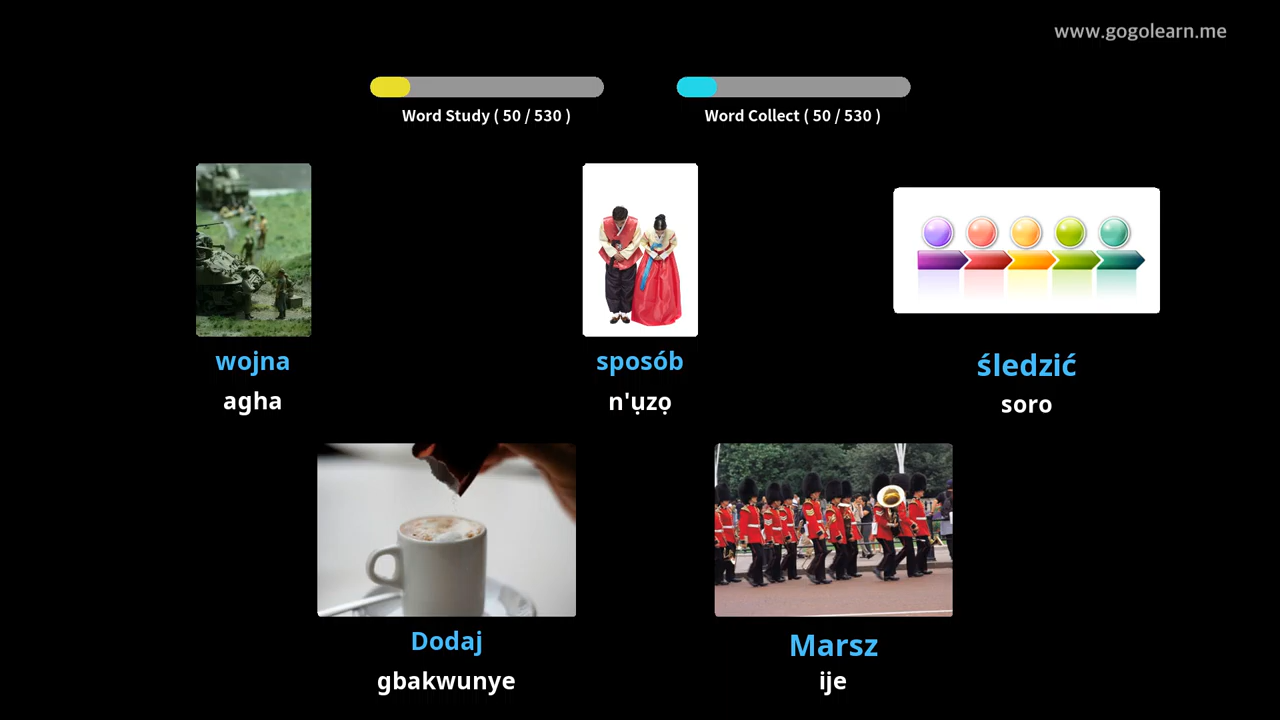 www.gogolearn.me
Word Study ( 50 / 530 )
Word Collect ( 50 / 530 )
wojna
agha
sposób
n'ụzọ
śledzić
soro
Dodaj
gbakwunye
Marsz
ije